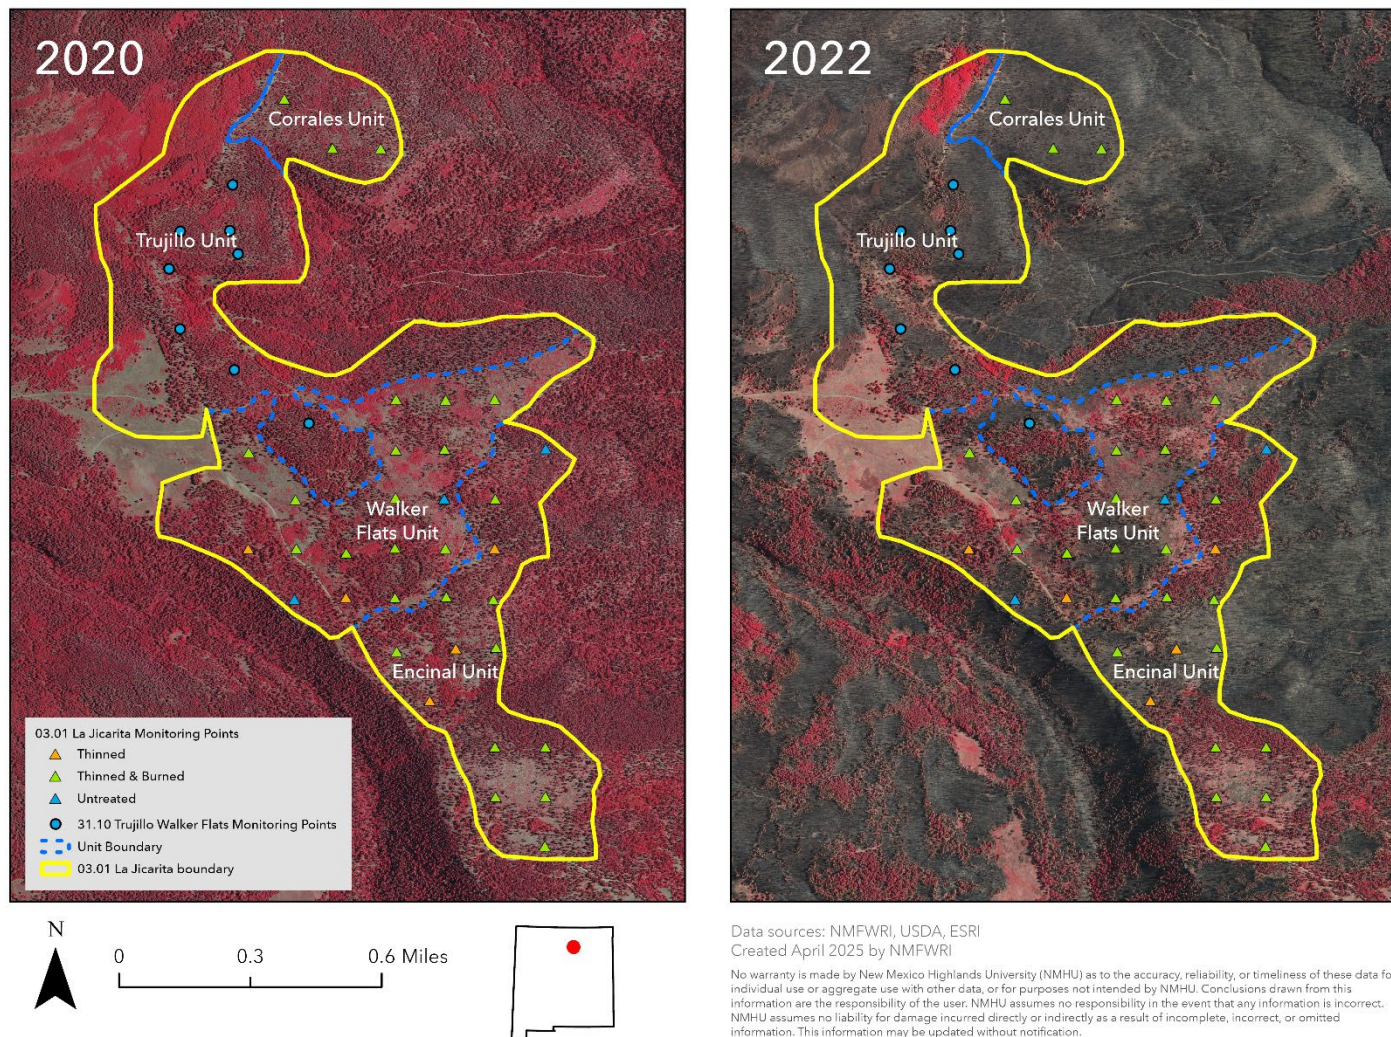 2020
Corrales Unit
Trujillo Unit
Walker
Flats Unit
Encinal Unit
03.01 La Jicarita Monitoring Points
Thinned
Thinned & Burned
Untreated
31.10 Trujillo Walker Flats Monitoring Points
Unit Boundary
03.01 La Jicarita boundary
N
0
0.3
0.6 Miles
2022
Corrales Unit
Trujillo Unit
Walker
Flats Unit
Encinal Unit
Data sources: NMFWRI, USDA, ESRI
Created April 2025 by NMFWRI
No warranty is made by New Mexico Highlands University (NMHU) as to the accuracy, reliability, or timeliness of these data fo
individual use or aggregate use with other data, or for purposes not intended by NMHU. Conclusions drawn from this
information are the responsibility of the user. NMHU assumes no responsibility in the event that any information is incorrect.
NMHU assumes no liability for damage incurred directly or indirectly as a result of incomplete, incorrect, or omitted
information. This information may be updated without notification.